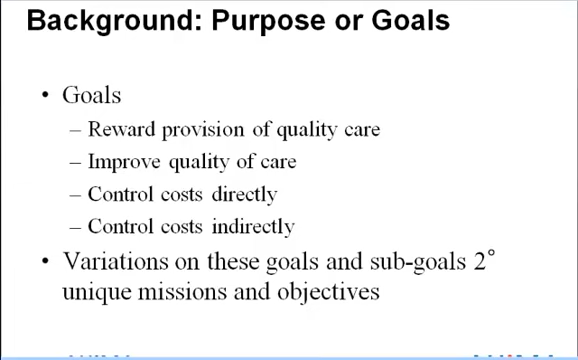 Background: Purpose or Goals
• Goals
– Reward provision of quality care
– Improve quality of care
– Control costs directly
– Control costs indirectly
• Variations on these goals and sub-goals 2°
unique missions and objectives